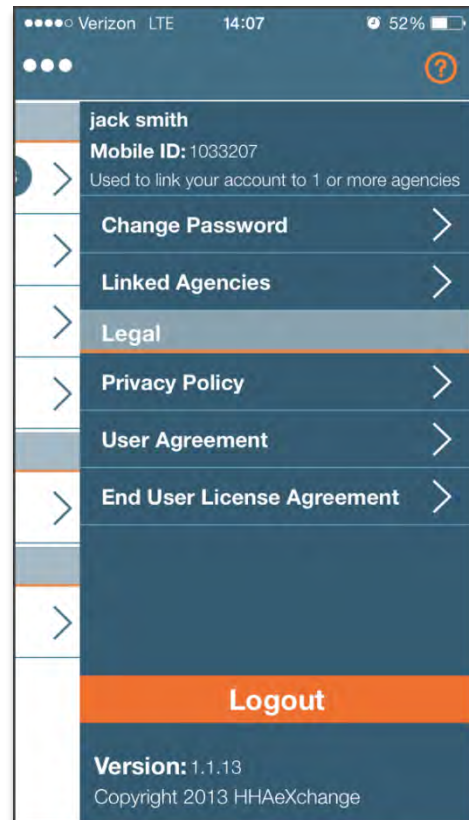 Verizon LTE 14:07 52%
?
jack smith
Mobile ID: 1033207
Used to link your account to 1 or more agencies
Change Password
Linked Agencies
Legal
Privacy Policy
User Agreement
End User License Agreement
Logout
Version: 1.1.13
Copyright 2013 HHAeXchange